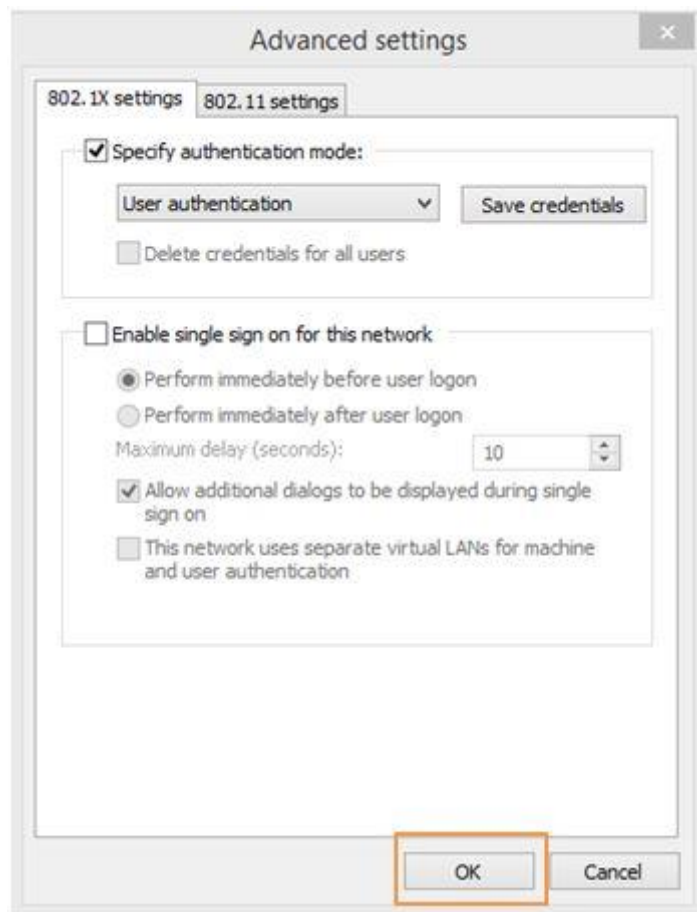 Advanced settings
802.1X settings
802.11 settings
Specify authentication mode:
User authentication
Save credentials
Delete credentials for all users
Enable single sign on for this network
Perform immediately before user logon
Perform immediately after user logon
Maximum delay (seconds):
10
Allow additional dialogs to be displayed during single
sign on
This network uses separate virtual LANs for machine
and user authentication
OK
Cancel